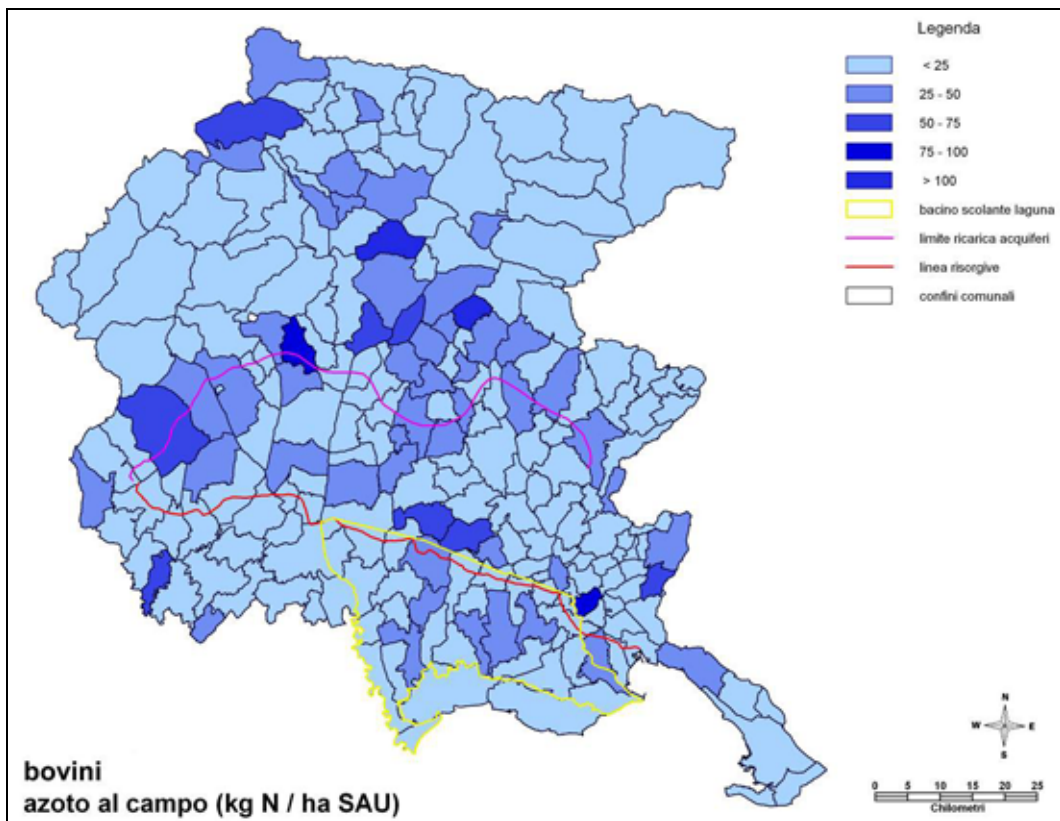 Legenda
< 25
25 - 50
50 - 75
75 - 100
> 100
bacino scolante laguna
limite ricarica acquiferi
linea risorgive
confini comunali
N
W E
S
0 5 10 15 20 25
Chilometri
bovini
azoto al campo (kg N / ha SAU)